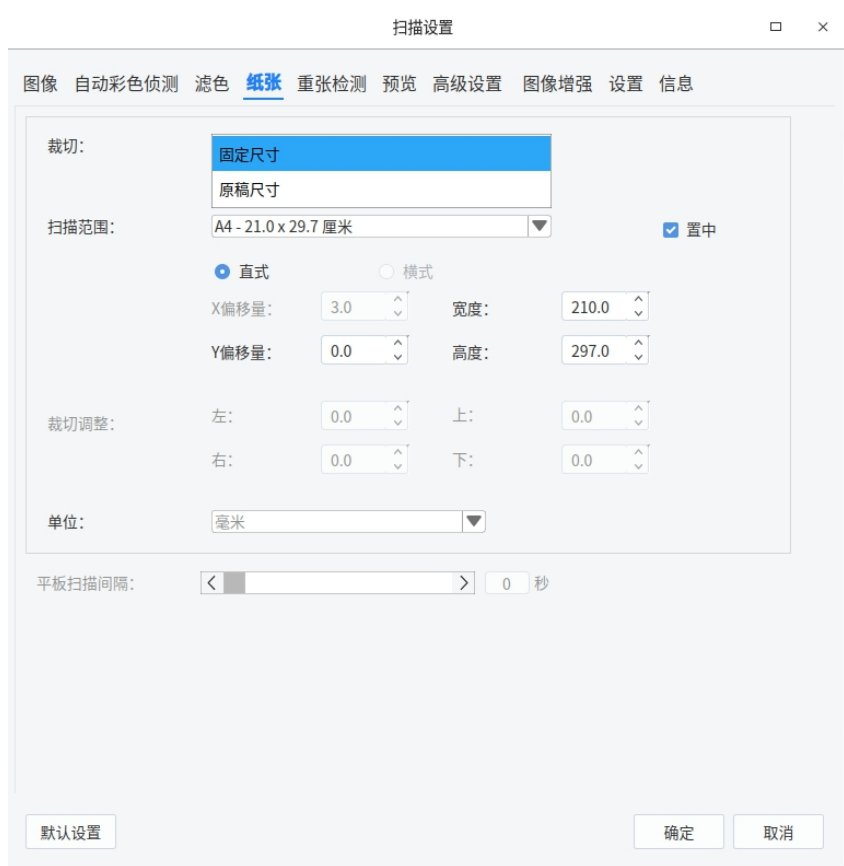 扫描设置
图像 自动彩色侦测 滤色 纸张 重张检测 预览 高级设置 图像增强 设置 信息
裁切：
固定尺寸
原稿尺寸
扫描范围： A4 - 21.0 x 29.7 厘米 置中
直式 横式
X偏移量： 3.0 宽度： 210.0
Y偏移量： 0.0 高度： 297.0
裁切调整： 左： 0.0 上： 0.0
右： 0.0 下： 0.0
单位： 毫米
平板扫描间隔： 0 秒
默认设置 确定 取消